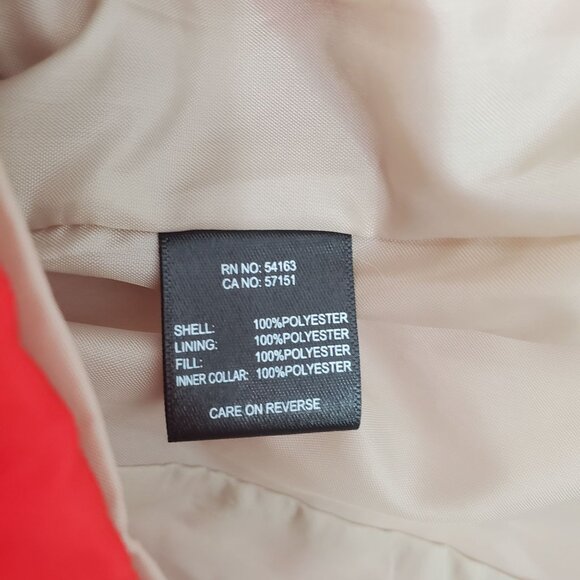 RN NO: 54163
CA NO: 57151
SHELL: 100%POLYESTER
LINING: 100%POLYESTER
FILL: 100%POLYESTER
INNER COLLAR: 100%POLYESTER
CARE ON REVERSE